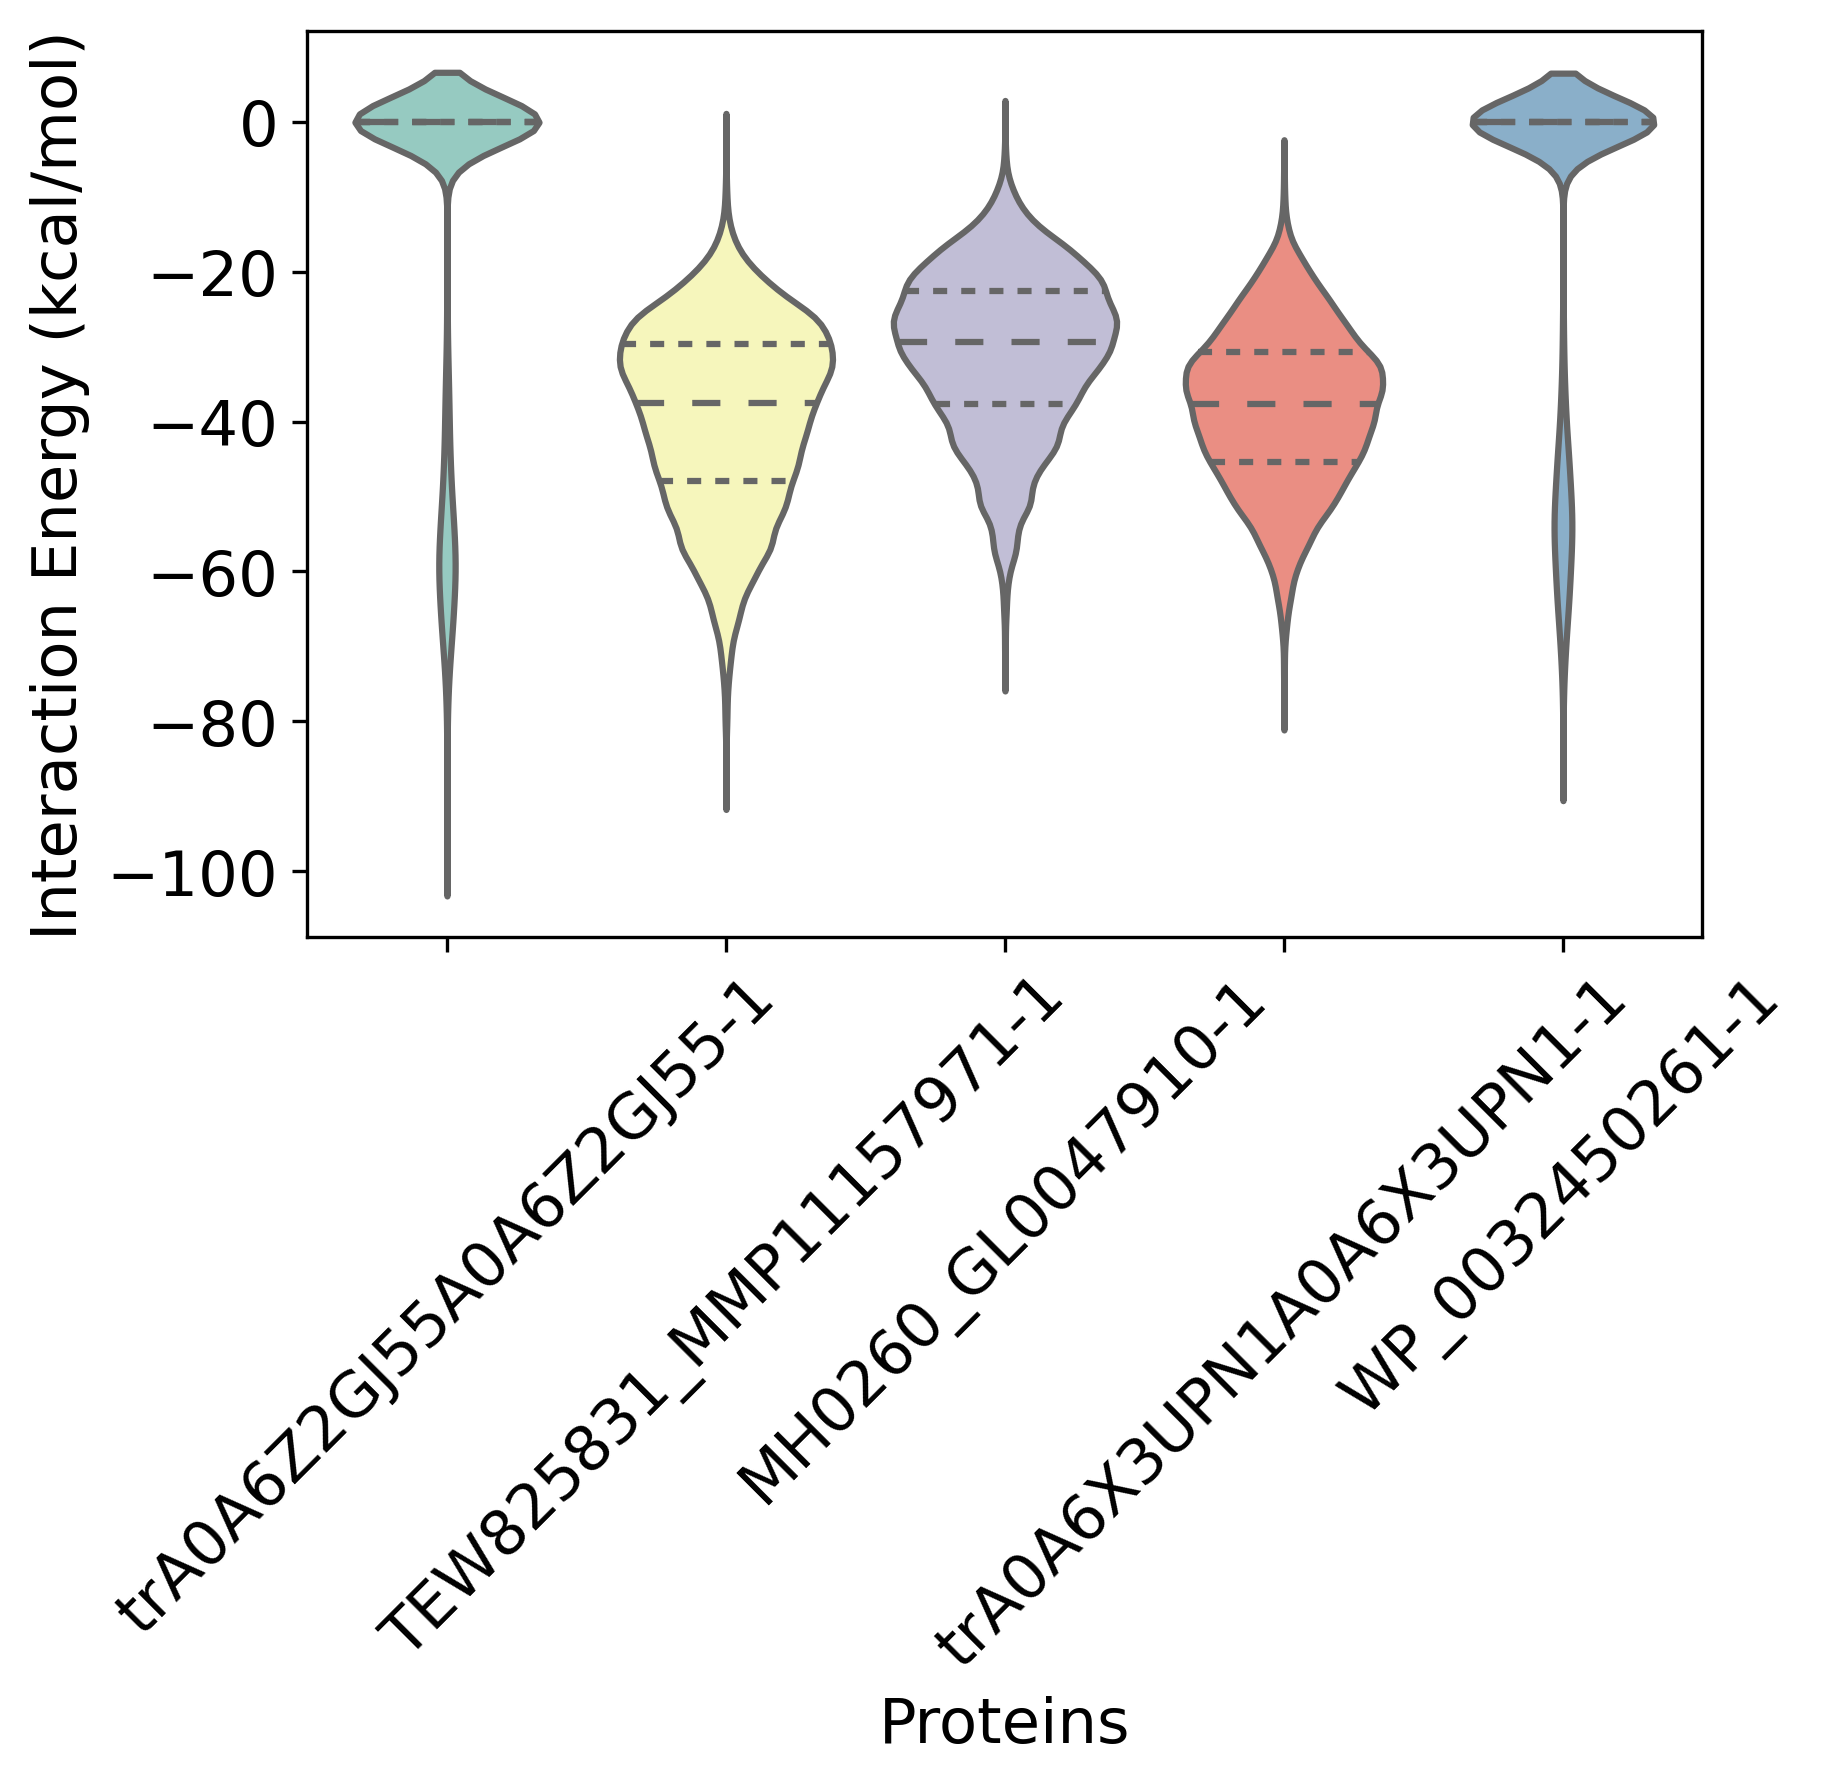 Interaction Energy (kcal/mol)
0
−20
−40
−60
−80
−100
trA0A6Z2GJ55A0A6Z2GJ55-1
TEW825831_MMP11157971-1
MH0260_GL0047910-1
trA0A6X3UPN1A0A6X3UPN1-1
WP_003245026​1-1
Proteins